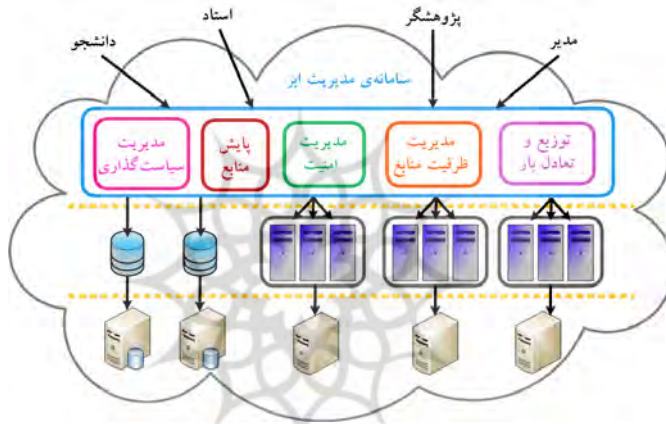 مدیر
پژوهشگر
استاد
دانشجو
سامانه‌ی مدیریت ابر
توزیع و
تعادل بار
مدیریت
ظرفیت منابع
مدیریت
امنیت
پایش
منابع
مدیریت
سیاست‌گذاری